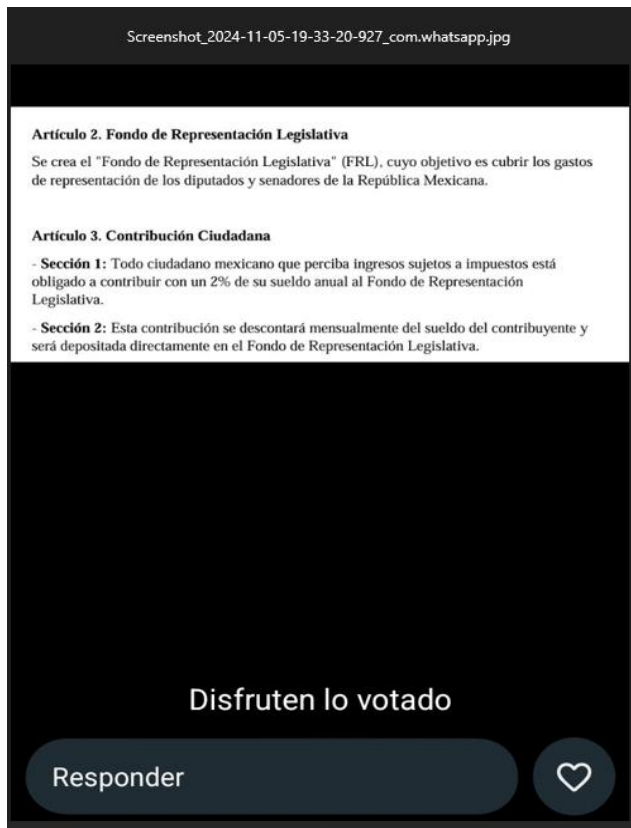 Screenshot_2024-11-05-19-33-20-927_com.whatsapp.jpg
Artículo 2. Fondo de Representación Legislativa
Se crea el "Fondo de Representación Legislativa" (FRL), cuyo objetivo es cubrir los gastos
de representación de los diputados y senadores de la República Mexicana.
Artículo 3. Contribución Ciudadana
- Sección 1: Todo ciudadano mexicano que perciba ingresos sujetos a impuestos está
obligado a contribuir con un 2% de su sueldo anual al Fondo de Representación
Legislativa.
- Sección 2: Esta contribución se descontará mensualmente del sueldo del contribuyente y
será depositada directamente en el Fondo de Representación Legislativa.
Disfruten lo votado
Responder